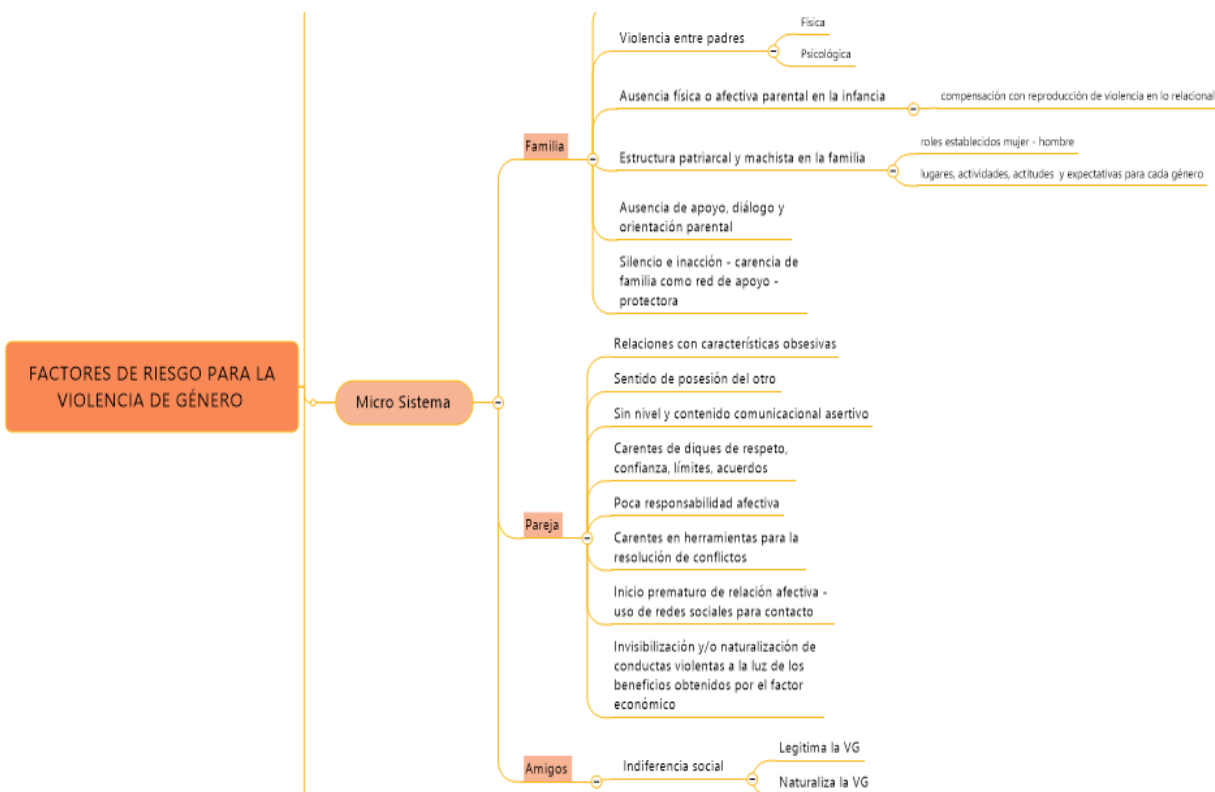 FACTORES DE RIESGO PARA LA
VIOLENCIA DE GÉNERO
Micro Sistema
Familia
Violencia entre padres
Física
Psicológica
Ausencia física o afectiva parental en la infancia
compensación con reproducción de violencia en lo relacional
Estructura patriarcal y machista en la familia
roles establecidos mujer - hombre
lugares, actividades, actitudes y expectativas para cada género
Ausencia de apoyo, diálogo y
orientación parental
Silencio e inacción - carencia de
familia como red de apoyo -
protectora
Pareja
Relaciones con características obsesivas
Sentido de posesión del otro
Sin nivel y contenido comunicacional asertivo
Carentes de diques de respeto,
confianza, límites, acuerdos
Poca responsabilidad afectiva
Carentes en herramientas para la
resolución de conflictos
Inicio prematuro de relación afectiva -
uso de redes sociales para contacto
Invisibilización y/o naturalización de
conductas violentas a la luz de los
beneficios obtenidos por el factor
económico
Amigos
Indiferencia social
Legitima la VG
Naturaliza la VG